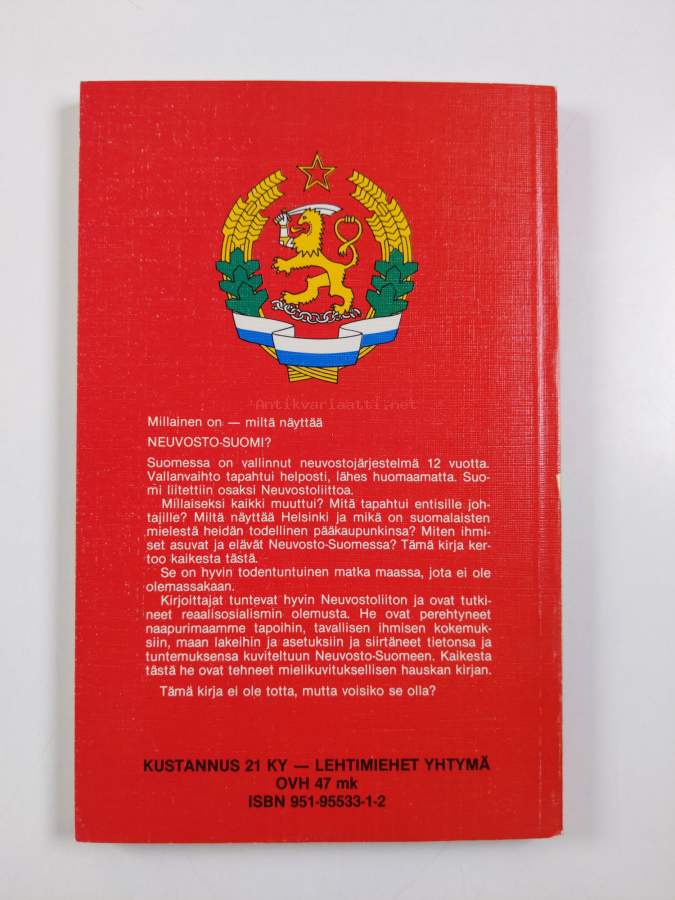 Antikvariaatti.net
Millainen on — miltä näyttää
NEUVOSTO-SUOMI?
Suomessa on vallinnut neuvostojärjestelmä 12 vuotta.
Vallanvaihto tapahtui helposti, lähes huomaamatta. Suo-
mi liitettiin osaksi Neuvostoliittoa.
Millaiseksi kaikki muuttui? Mitä tapahtui entisille joh-
tajille? Miltä näyttää Helsinki ja mikä on suomalaisten
mielestä heidän todellinen pääkaupunkinsa? Miten ihmi-
set asuvat ja elävät Neuvosto-Suomessa? Tämä kirja ker-
too kaikesta tästä.
Se on hyvin todentuntuinen matka maassa, jota ei ole
olemassakaan.
Kirjoittajat tuntevat hyvin Neuvostoliiton ja ovat tutki-
neet reaalisosialismin olemusta. He ovat perehtyneet
naapurimaamme tapoihin, tavallisen ihmisen kokemuk-
siin, maan lakeihin ja asetuksiin ja siirtäneet tietonsa ja
tuntemuksensa kuviteltuun Neuvosto-Suomeen. Kaikesta
tästä he ovat tehneet mielikuvituksellisen hauskan kirjan.
Tämä kirja ei ole totta, mutta voisiko se olla?
KUSTANNUS 21 KY — LEHTIMIEHET YHTYMÄ
OVH 47 mk
ISBN 951-95533-1-2